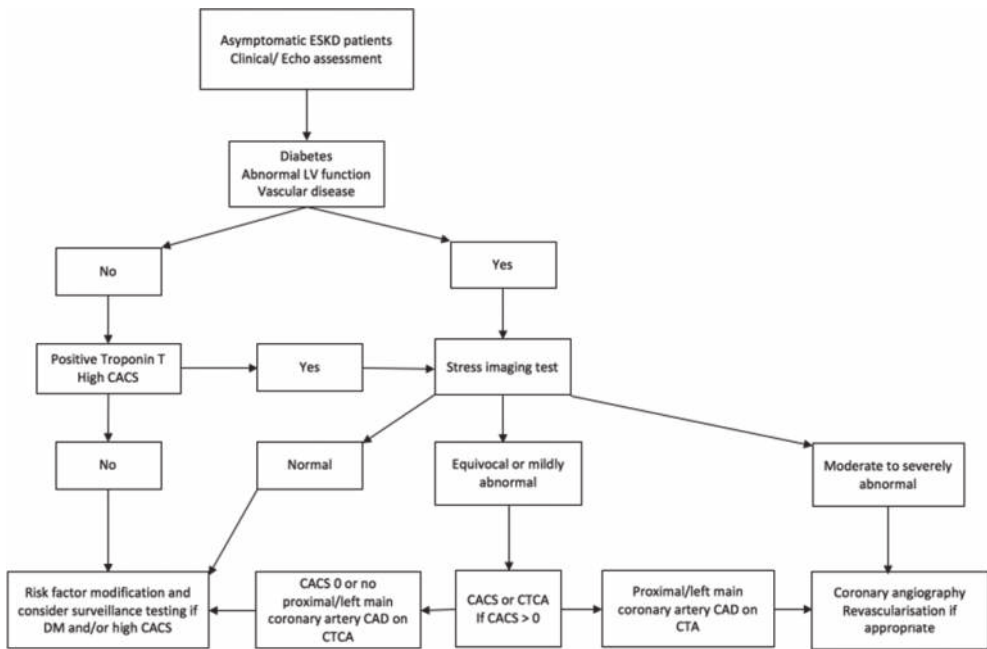 Asymptomatic ESKD patients
Clinical/ Echo assessment
Diabetes
Abnormal LV function
Vascular disease
No
Yes
Positive Troponin T
High CACS
Yes
Stress imaging test
No
Normal
Equivocal or mildly
abnormal
Moderate to severely
abnormal
Risk factor modification and
consider surveillance testing if
DM and/or high CACS
CACS 0 or no
proximal/left main
coronary artery CAD on
CTCA
CACS or CTCA
If CACS > 0
Proximal/left main
coronary artery CAD on
CTA
Coronary angiography
Revascularisation if
appropriate